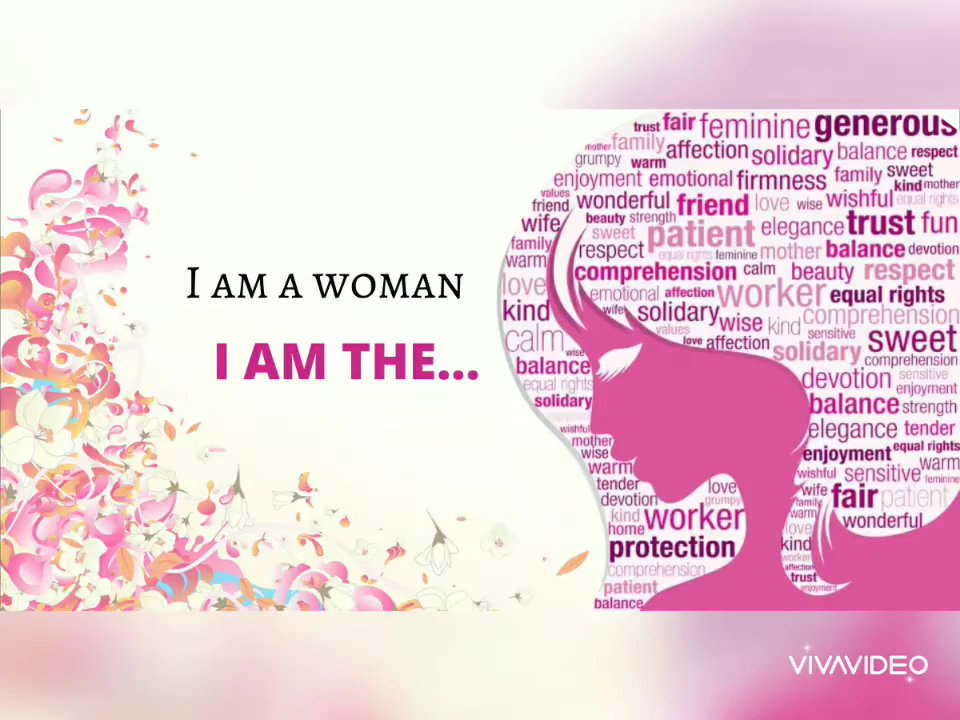 I AM A WOMAN
I AM THE...
trust fair feminine generous
mother family affection solidary balance respect
grumpy warm
enjoyment emotional firmness family sweet
kind mother
values
friend wonderful friend love wise wishful equal rights
wife beauty strength patient elegance trust fun
sweet
family respect equal rights feminine mother balance devotion
warm comprehension calm beauty respect
love emotional affection worker equal rights
kind wife solidary wise kind comprehension
calm values sensitive sweet
love affection solidary comprehension
wise
balance devotion sensitive
equal rights enjoyment
solidary balance strength
elegance tender
wishful equal rights
mother enjoyment warm
wise wishful sensitive feminine
warm
tender love wife fair patient
devotion grumpy family
kind worker warm wonderful
home love
protection kind
comprehension worker
affection
patient trust
enjoyment
balance
VIVAVIDEO